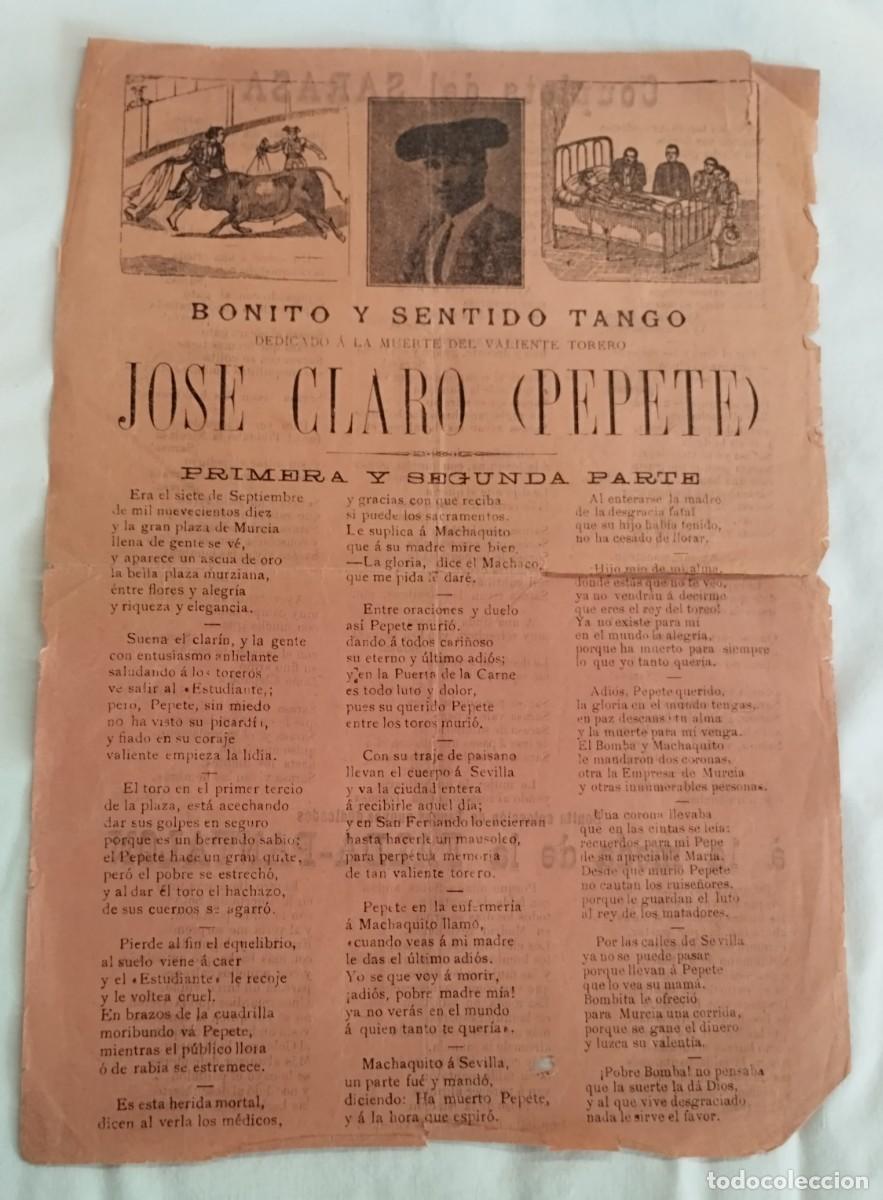 BONITO Y SENTIDO TANGO
DEDICADO Á LA MUERTE DEL VALIENTE TORERO
JOSE CLARO (PEPETE)
PRIMERA Y SEGUNDA PARTE
Era el siete de Septiembre
de mil nuevecientos diez
y la gran plaza de Murcia
llena de gente se vé,
y aparece un ascua de oro
la bella plaza murziana,
entre flores y alegría
y riqueza y elegancia.
—
Suena el clarín, y la gente
con entusiasmo anhelante
saludando á los toreros
ve salir al «Estudiante,;
pero, Pepete, sin miedo
no ha visto su picardí,
y fiado en su coraje
valiente empieza la lidia.
—
El toro en el primer tercio
de la plaza, está acechando
dar sus golpes en seguro
porque es un berrendo sabio;
el Pepete hace un gran quite,
peró el pobre se estrechó,
y al dar él toro el hachazo,
de sus cuernos se agarró.
—
Pierde al fin el equelibrio,
al suelo viene á caer
y el «Estudiante» le recoje
y le voltea cruel.
En brazos de la cuadrilla
moribundo vá Pepete,
mientras el público llora
ó de rabia se estremece.
—
Es esta herida mortal,
dicen al verla los médicos,
y gracias con que reciba
si puede los sacramentos.
Le suplica á Machaquito
que á su madre mire bien
—La gloria, dice el Machaco,
que me pida daré.
—
Entre oraciones y duelo
así Pepete murió.
dando á todos cariñoso
su eterno y último adiós;
y en la Puerta de la Carne
es todo luto y dolor,
pues su querido Pepete
entre los toros murió.
—
Con su traje de paisano
llevan el cuerpo á Sevilla
y va la ciudad entera
á recibirle aquel día;
y en San Fernando lo encierran
hasta hacerle un mausoleo,
para perpetua memoria
de tan valiente torero.
—
Pepete en la enfermería
á Machaquito llamó,
«cuando veas á mi madre
le das el último adiós.
Yo se que voy á morir,
¡adiós, pobre madre mía!
ya no verás en el mundo
á quien tanto te quería».
—
Machaquito á Sevilla,
un parte fué y mandó,
diciendo: Ha muerto Pepete,
y á la hora que espiró.
Al enterarse la madre
de la desgracia fatal
que su hijo había tenido,
no ha cesado de llorar.
—
¡Hijo mío de mi alma,
donde estás que no te veo,
ya no vendrán á decirme
que eres el rey del toreo!
Ya no existe para mí
en el mundo la alegría,
porque ha muerto para siempre
lo que yo tanto quería.
—
Adiós, Pepete querido,
la gloria en el mundo tengas,
en paz descanse tu alma
y la muerte para mí venga.
El Bomba y Machaquito
le mandaron dos coronas,
otra la Empresa de Murcia
y otras innumerables personas.
—
Una corona llevaba
que en las cintas se leía:
recuerdos para mi Pepe
de su apreciable María.
Desde que murió Pepete
no cantan los ruiseñores,
porque le guardan el luto
al rey de los matadores.
—
Por las calles de Sevilla
ya no se puede pasar
porque llevan á Pepete
que lo vea su mamá.
Bombita le ofreció
para Murcia una corrida,
porque se gane el dinero
y luzca su valentía.
—
¡Pobre Bomba! no pensaba
que la suerte la dá Dios,
y al que vive desgraciado
nada le sirve el favor.
todocoleccion